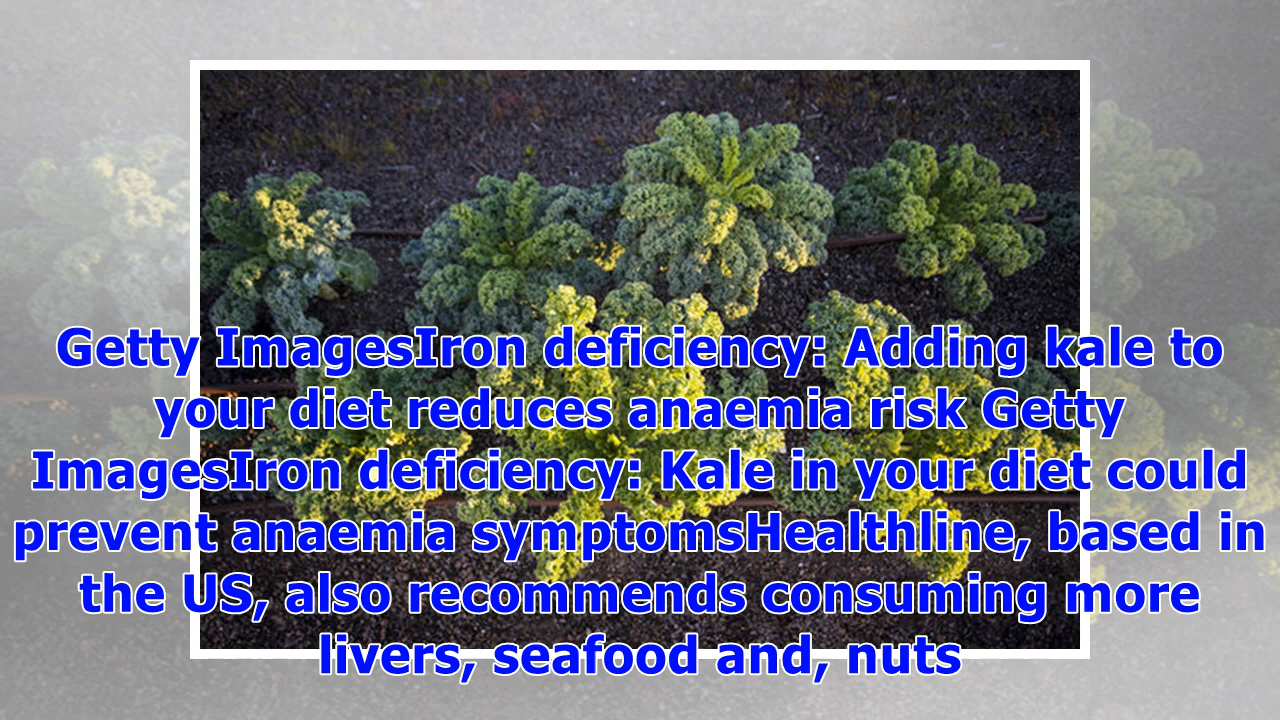 Getty ImagesIron deficiency: Adding kale to
your diet reduces anaemia risk Getty
ImagesIron deficiency: Kale in your diet could
prevent anaemia symptomsHealthline, based in
the US, also recommends consuming more
livers, seafood and, nuts